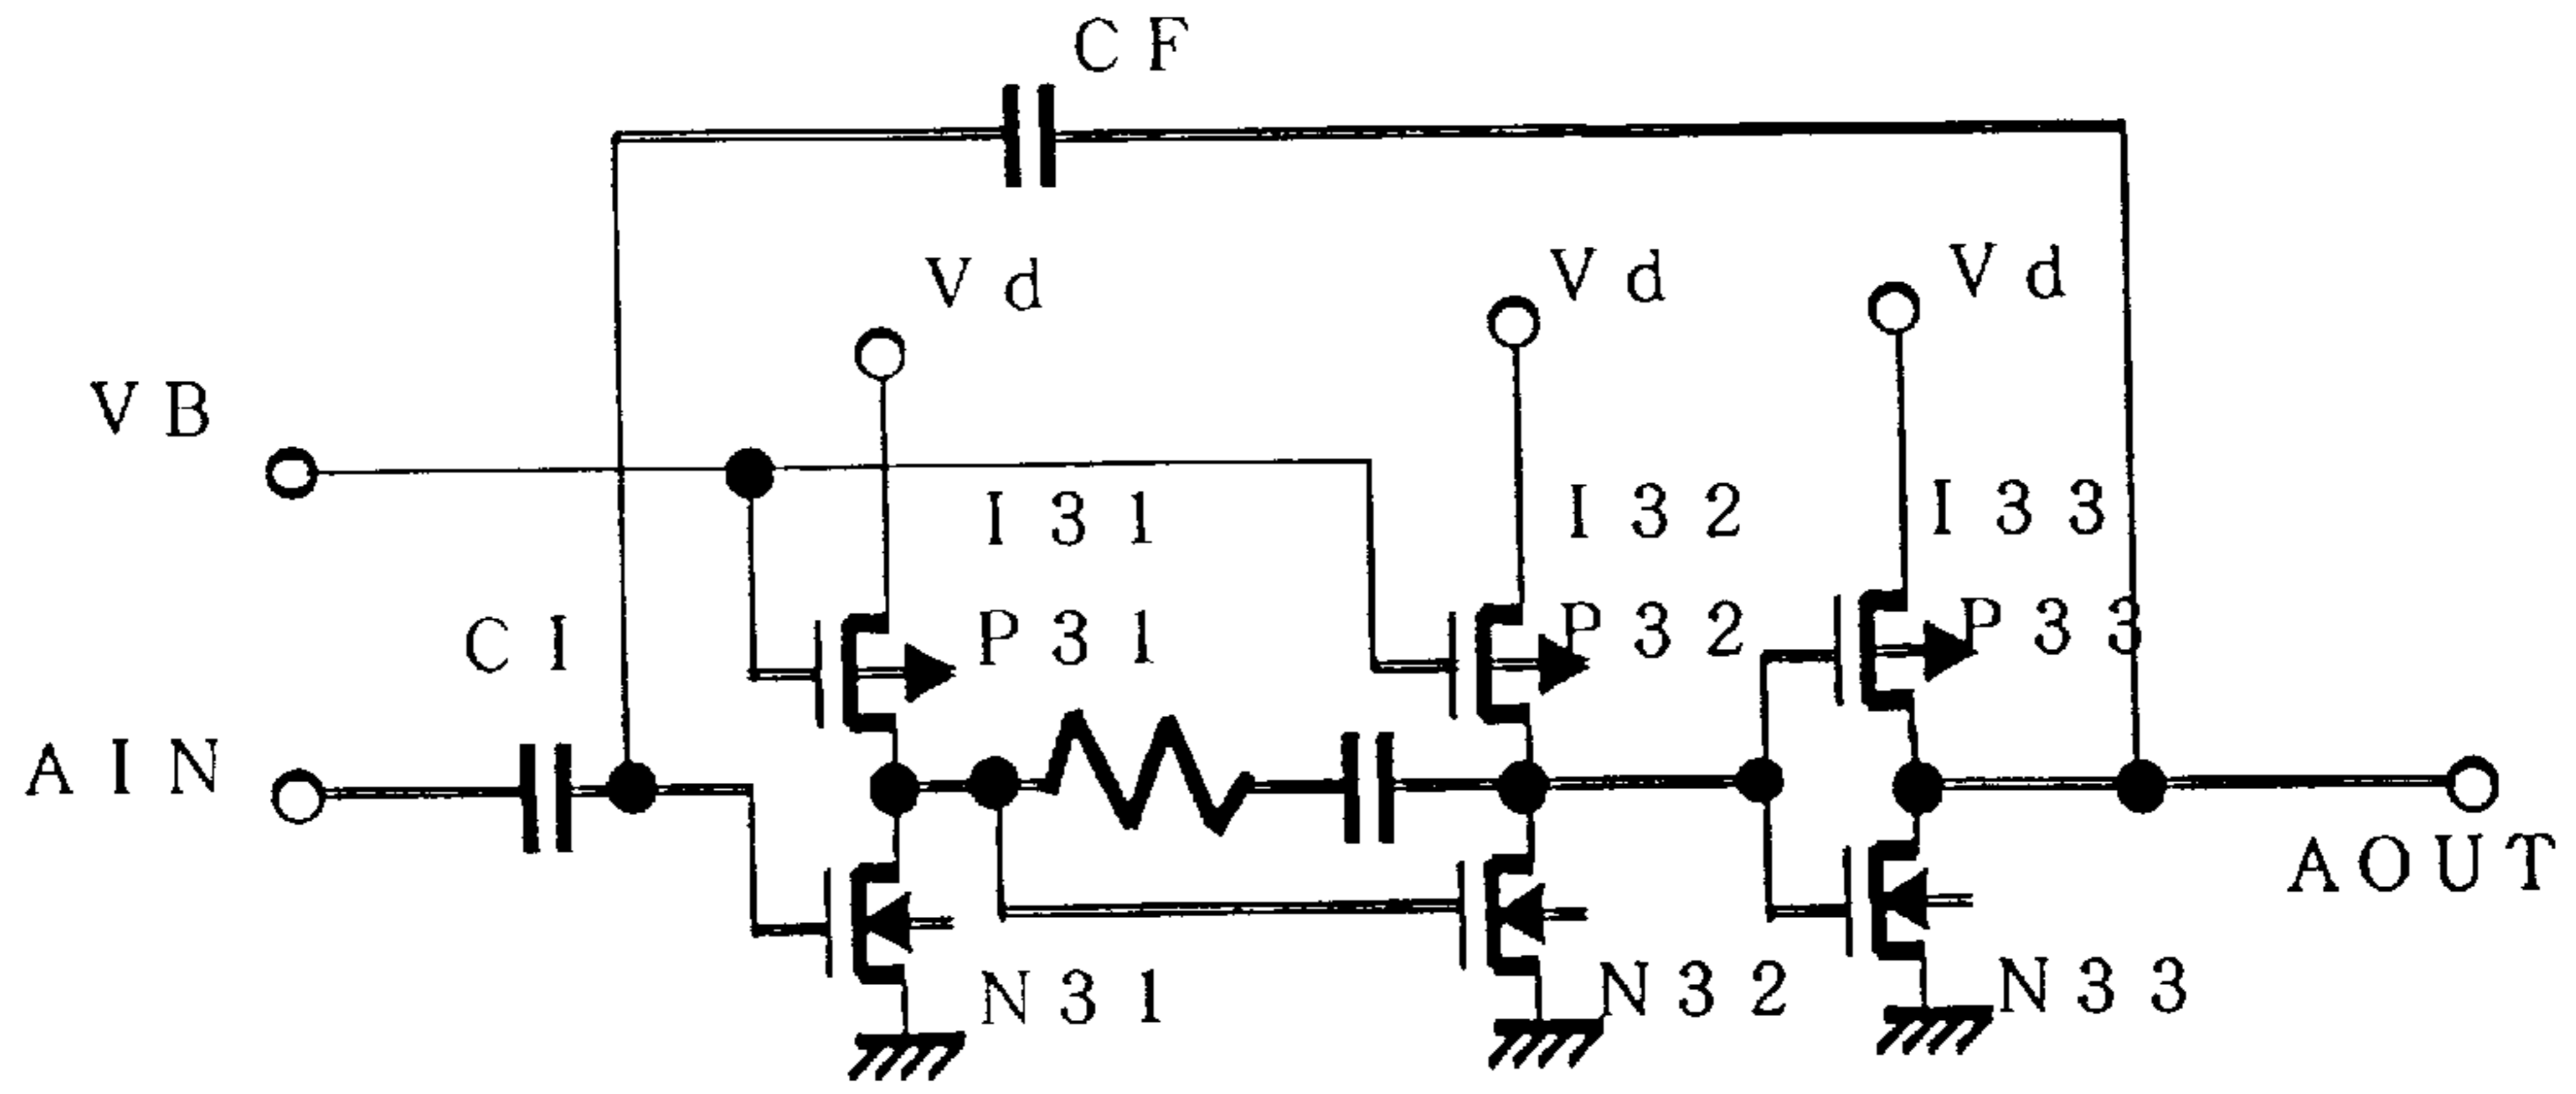 CF
Vd
Vd
Vd
VB
I31
I32
I33
CI
P31
P32
P33
AIN
AOUT
N31
N32
N33